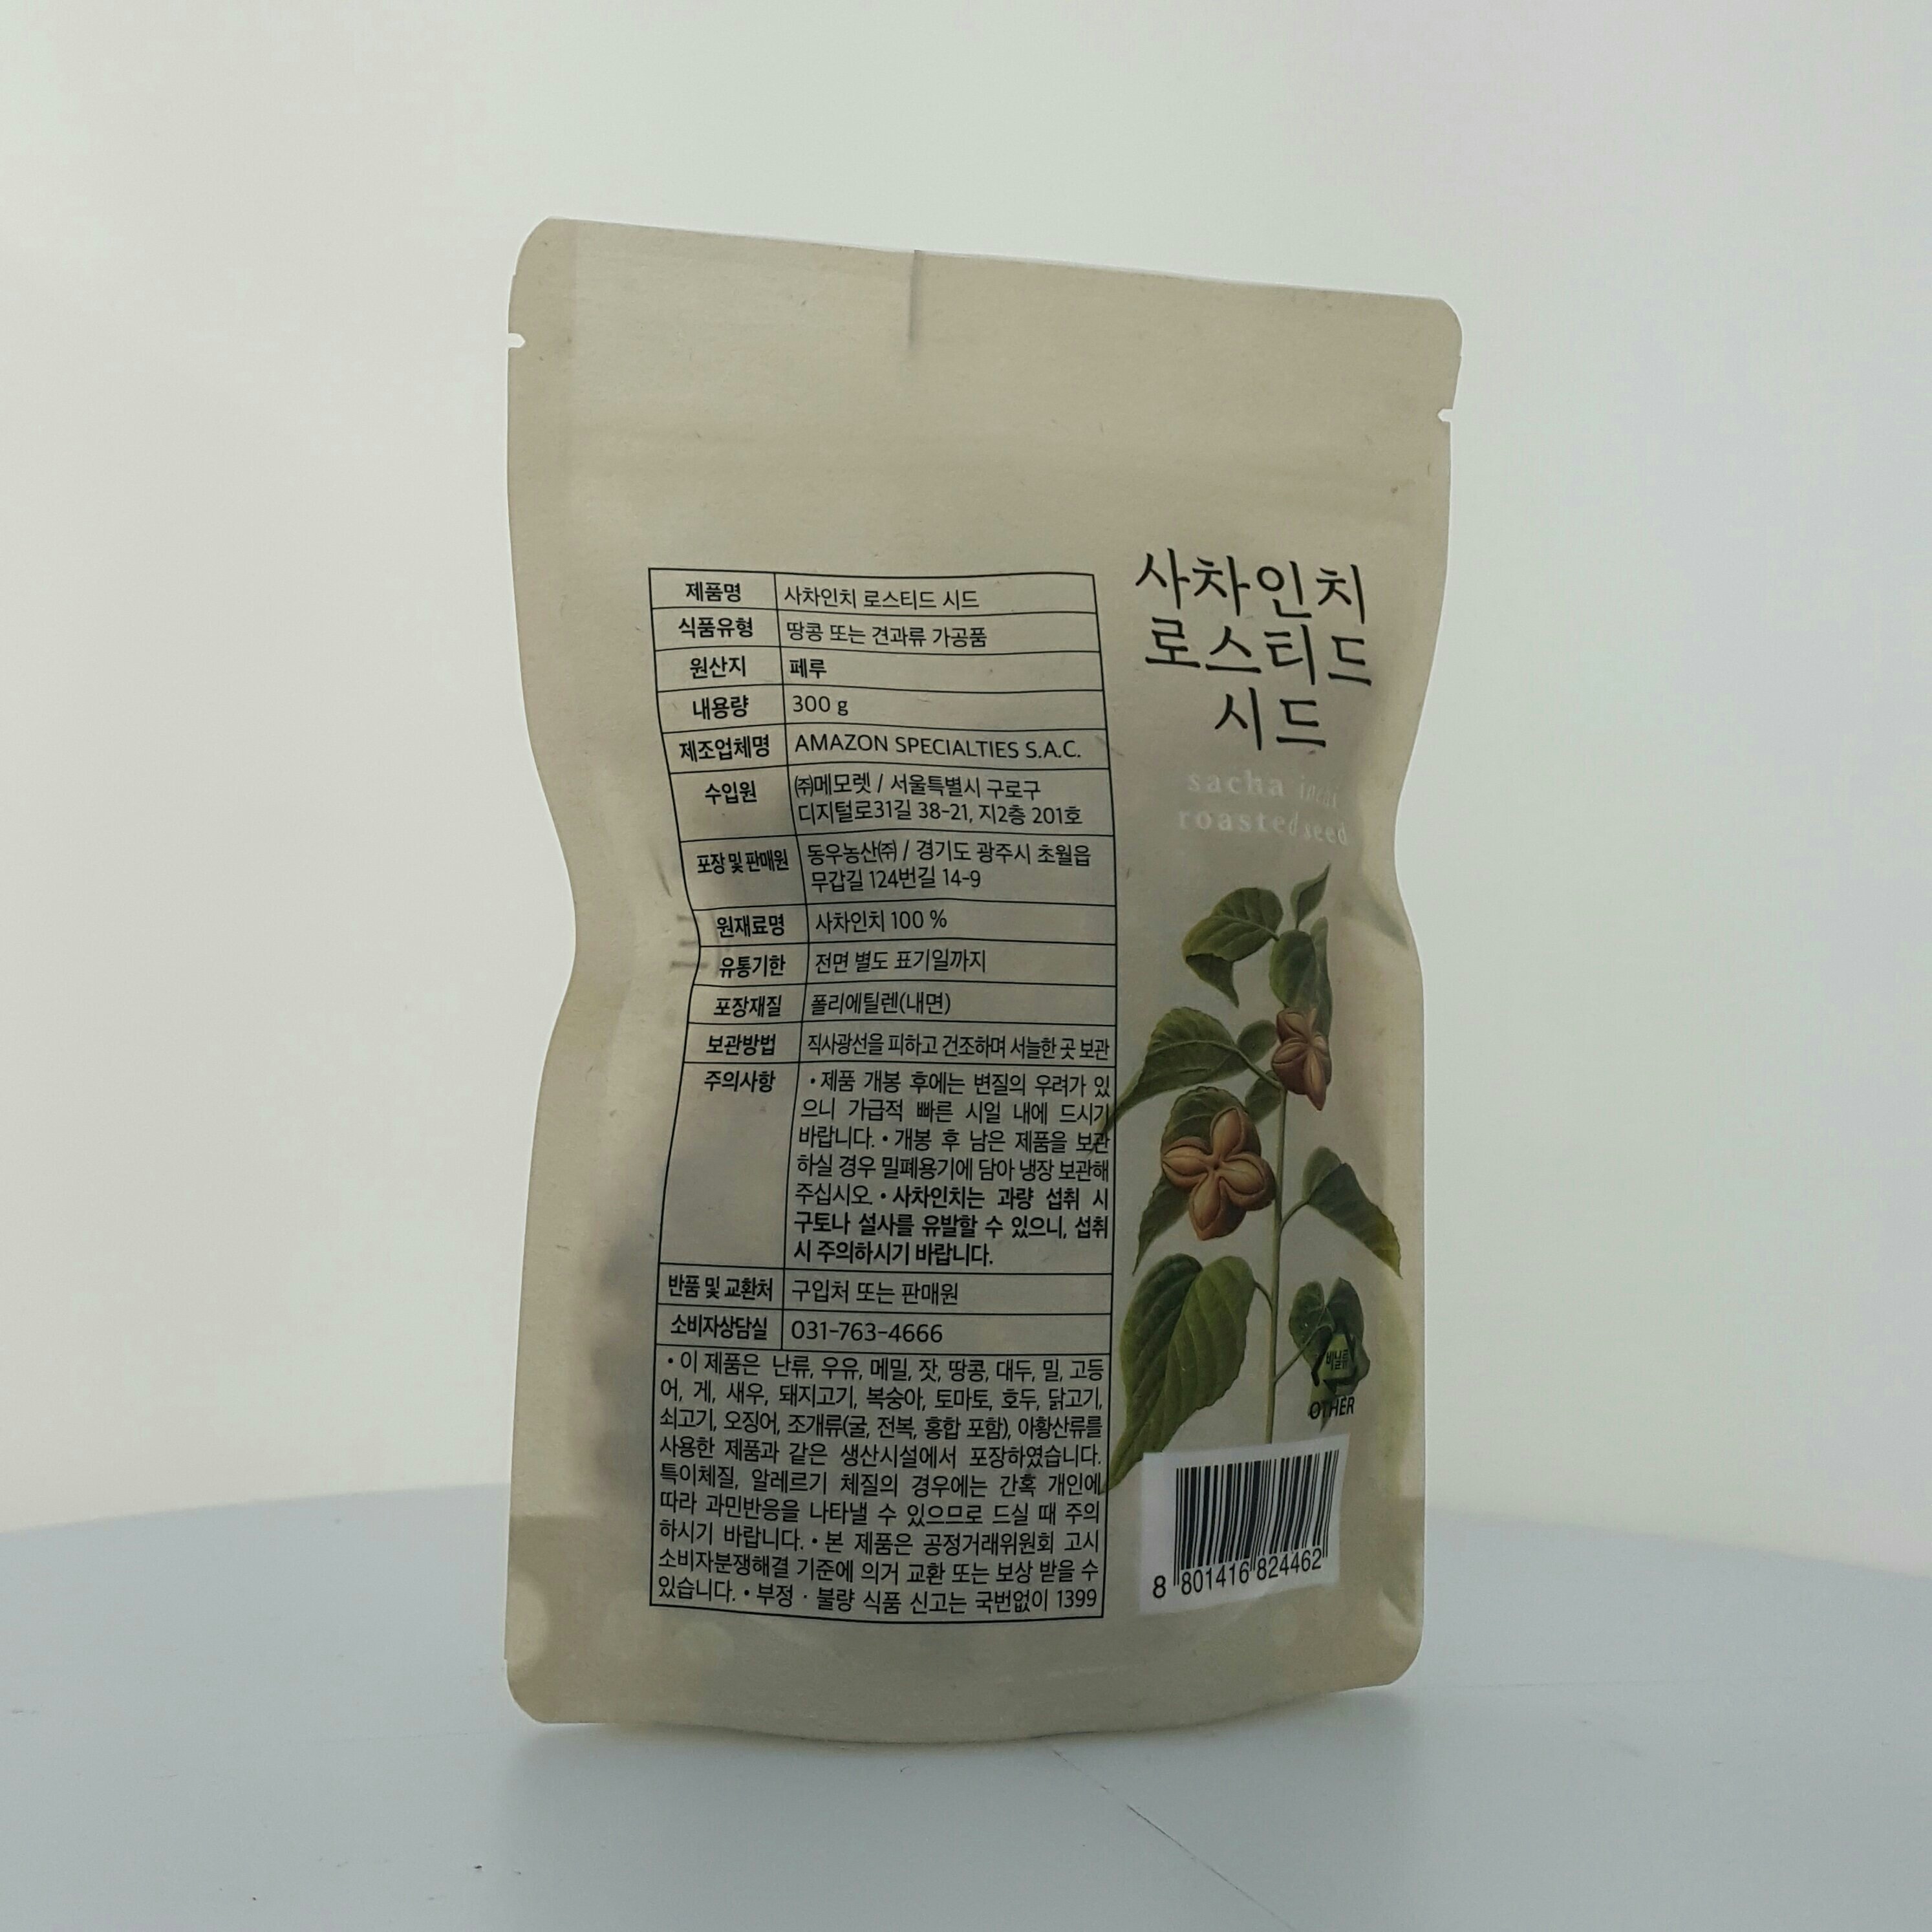 제품명 사차인치 로스티드 시드
식품유형 땅콩 또는 견과류 가공품
원산지 페루
내용량 300 g
제조업체명 AMAZON SPECIALTIES S.A.C.
수입원 ㈜메모렛 / 서울특별시 구로구
디지털로31길 38-21, 지2층 201호
포장 및 판매원 동우농산㈜ / 경기도 광주시 초월읍
무갑길 124번길 14-9
원재료명 사차인치 100 %
유통기한 전면 별도 표기일까지
포장재질 폴리에틸렌(내면)
보관방법 직사광선을 피하고 건조하며 서늘한 곳 보관
주의사항 • 제품 개봉 후에는 변질의 우려가 있
으니 가급적 빠른 시일 내에 드시기
바랍니다. • 개봉 후 남은 제품을 보관
하실 경우 밀폐용기에 담아 냉장 보관해
주십시오. • 사차인치는 과량 섭취 시
구토나 설사를 유발할 수 있으니, 섭취
시 주의하시기 바랍니다.
반품 및 교환처 구입처 또는 판매원
소비자상담실 031-763-4666
• 이 제품은 난류, 우유, 메밀, 잣, 땅콩, 대두, 밀, 고등
어, 게, 새우, 돼지고기, 복숭아, 토마토, 호두, 닭고기,
쇠고기, 오징어, 조개류(굴, 전복, 홍합 포함), 아황산류를
사용한 제품과 같은 생산시설에서 포장하였습니다.
특이체질, 알레르기 체질의 경우에는 간혹 개인에
따라 과민반응을 나타낼 수 있으므로 드실 때 주의
하시기 바랍니다. • 본 제품은 공정거래위원회 고시
소비자분쟁해결 기준에 의거 교환 또는 보상 받을 수
있습니다. • 부정 · 불량 식품 신고는 국번없이 1399
사차인치
로스티드
시드
sacha inchi
roasted seed
비닐류
OTHER
8 801416 824462